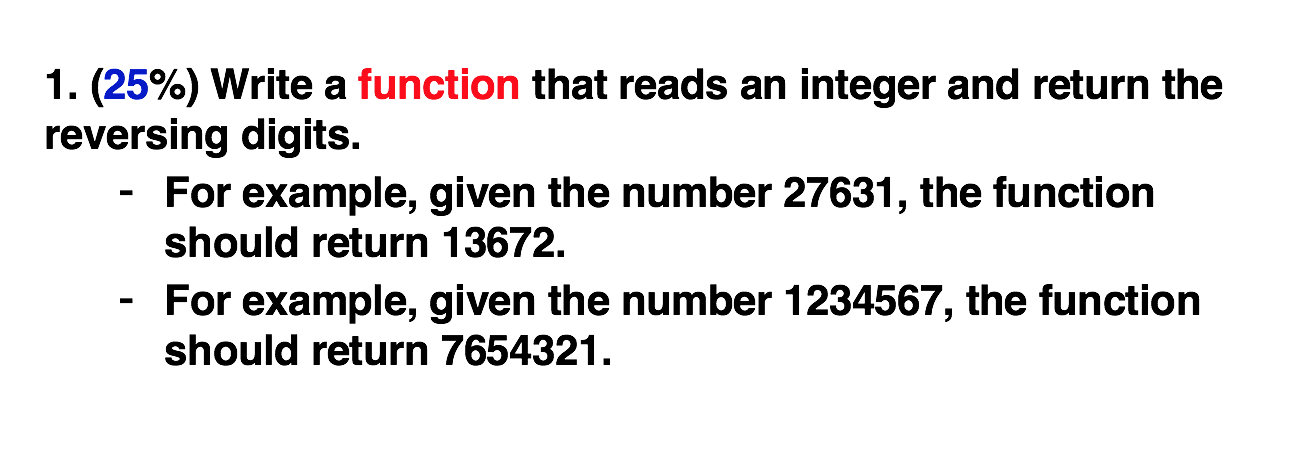 1. (25%) Write a function that reads an integer and return the
reversing digits.
- For example, given the number 27631, the function
should return 13672.
- For example, given the number 1234567, the function
should return 7654321.